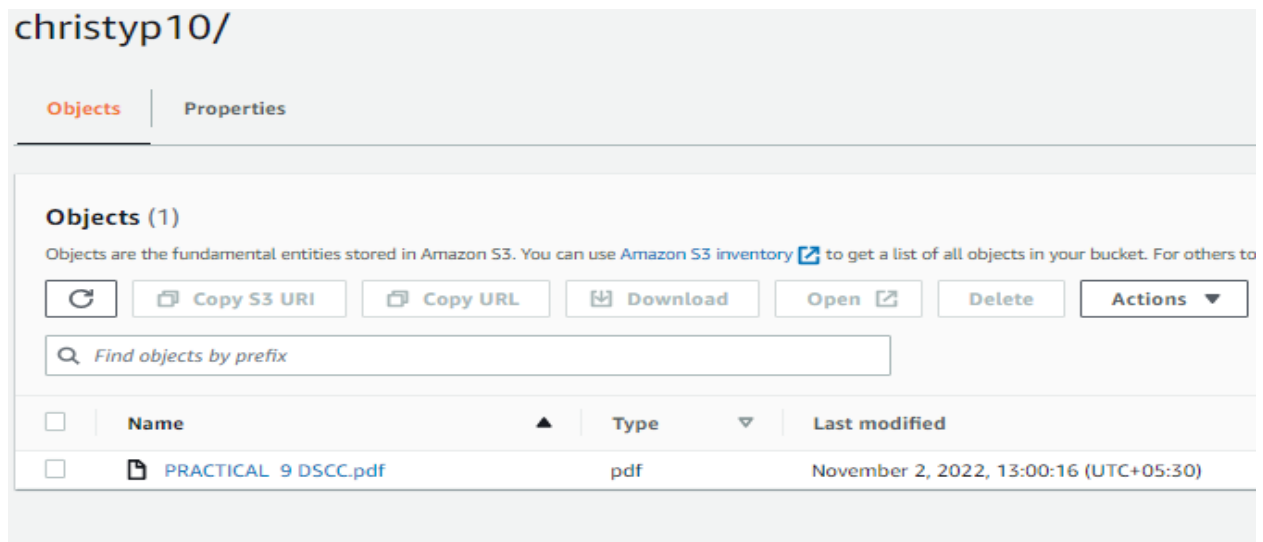 christyp10/
Objects Properties
Objects (1)
Objects are the fundamental entities stored in Amazon S3. You can use Amazon S3 inventory to get a list of all objects in your bucket. For others to
Copy S3 URI Copy URL Download Open Delete Actions
Find objects by prefix
Name Type Last modified
PRACTICAL 9 DSCC.pdf pdf November 2, 2022, 13:00:16 (UTC+05:30)